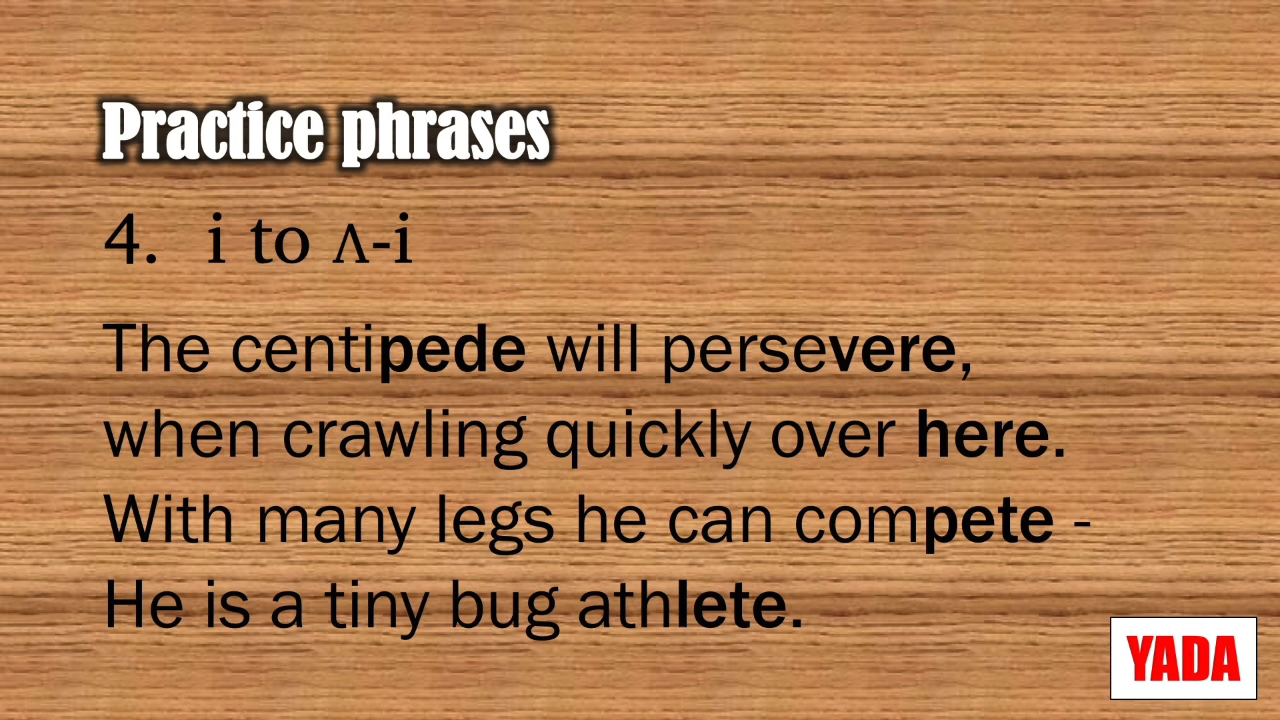 Practice phrases
4. i to ʌ-i
The centipede will persevere,
when crawling quickly over here.
With many legs he can compete -
He is a tiny bug athlete.
YADA